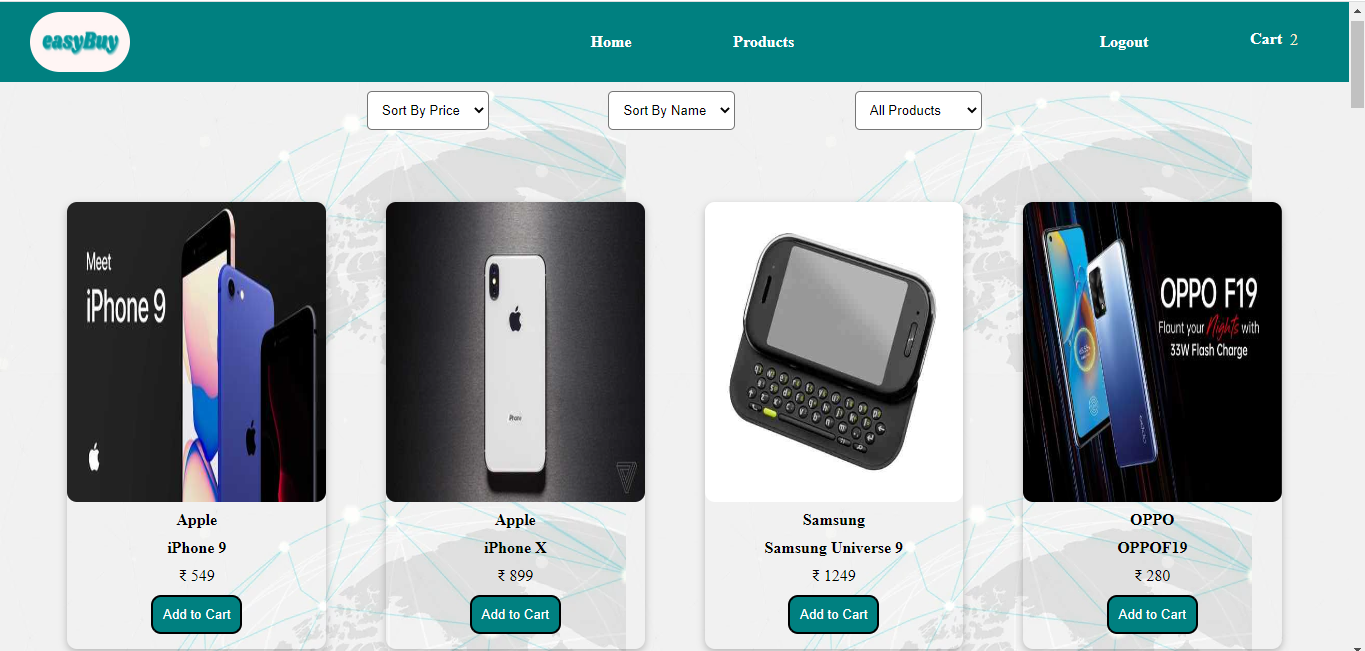 easyBuy
Home
Products
Logout
Cart 2
Sort By Price
Sort By Name
All Products
Meet
iPhone 9
iPhone
OPPO F19
Flaunt your Nights with
33W Flash Charge
Apple
iPhone 9
₹ 549
Add to Cart
Apple
iPhone X
₹ 899
Add to Cart
Samsung
Samsung Universe 9
₹ 1249
Add to Cart
OPPO
OPPOF19
₹ 280
Add to Cart